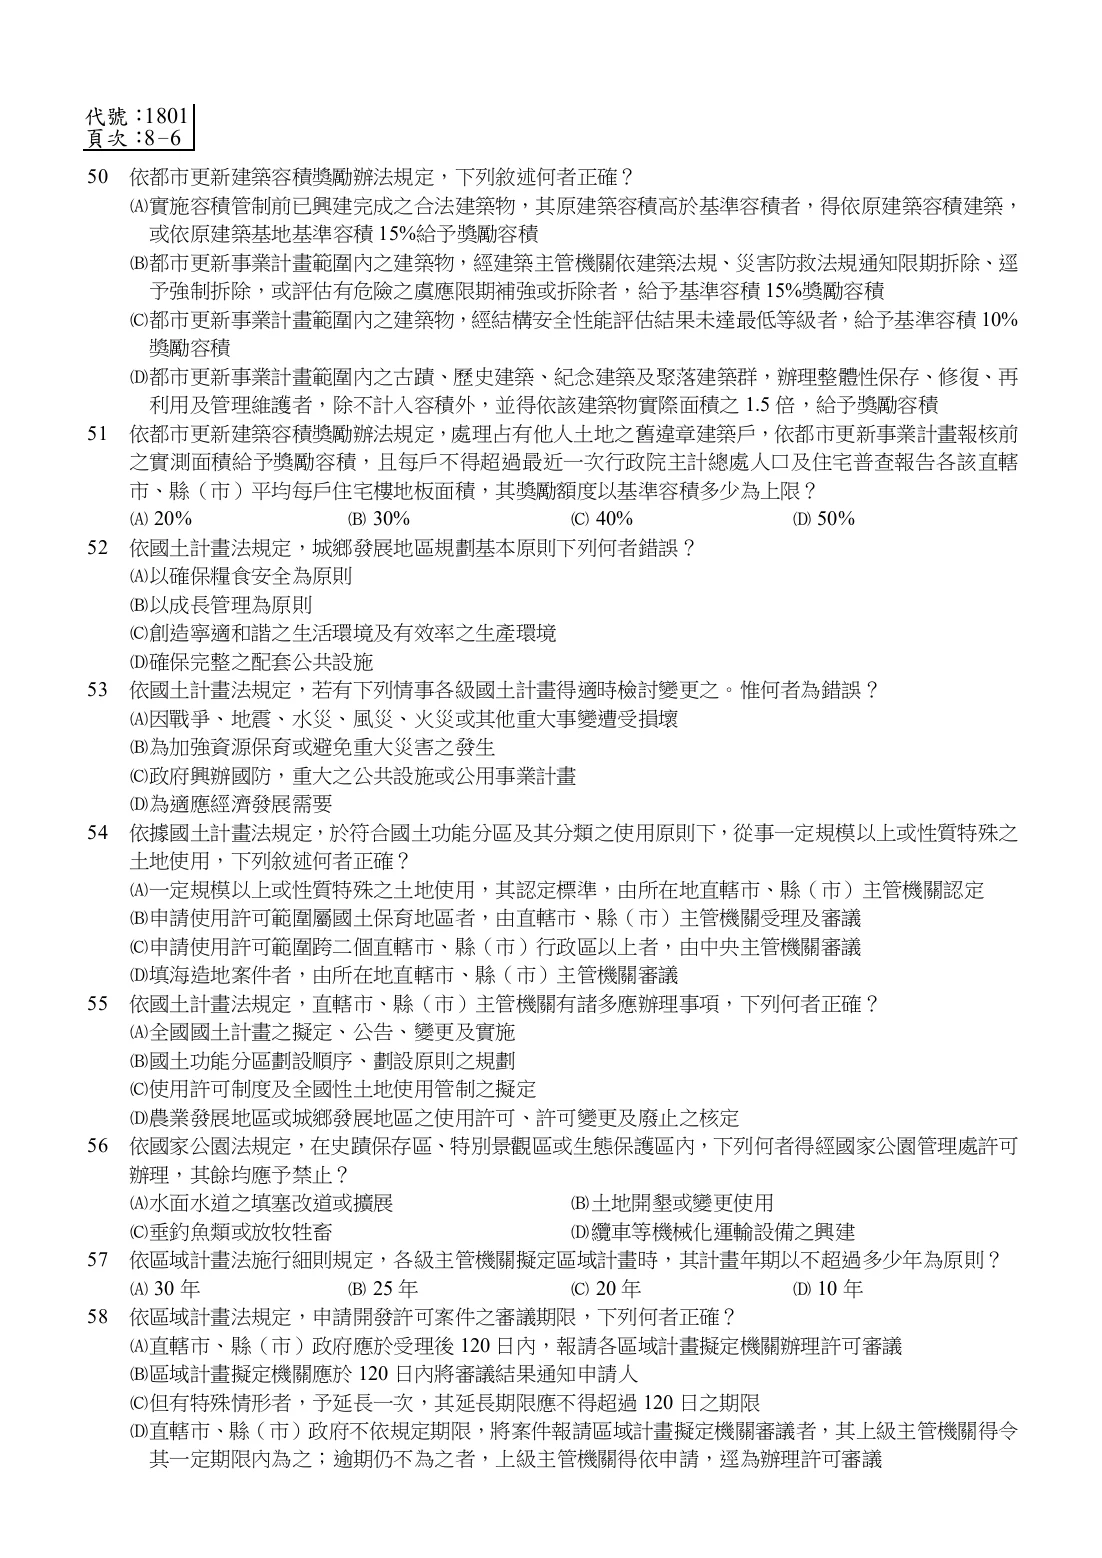 代號：1801
頁次：8－6
50 依都市更新建築容積獎勵辦法規定，下列敘述何者正確？
(A)實施容積管制前已興建完成之合法建築物，其原建築容積高於基準容積者，得依原建築容積建築，
或依原建築基地基準容積 15%給予獎勵容積
(B)都市更新事業計畫範圍內之建築物，經建築主管機關依建築法規、災害防救法規通知限期拆除、逕
予強制拆除，或評估有危險之虞應限期補強或拆除者，給予基準容積 15%獎勵容積
(C)都市更新事業計畫範圍內之建築物，經結構安全性能評估結果未達最低等級者，給予基準容積 10%
獎勵容積
(D)都市更新事業計畫範圍內之古蹟、歷史建築、紀念建築及聚落建築群，辦理整體性保存、修復、再
利用及管理維護者，除不計入容積外，並得依該建築物實際面積之 1.5 倍，給予獎勵容積
51 依都市更新建築容積獎勵辦法規定，處理占有他人土地之舊違章建築戶，依都市更新事業計畫報核前
之實測面積給予獎勵容積，且每戶不得超過最近一次行政院主計總處人口及住宅普查報告各該直轄
市、縣（市）平均每戶住宅樓地板面積，其獎勵額度以基準容積多少為上限？
(A) 20% (B) 30% (C) 40% (D) 50%
52 依國土計畫法規定，城鄉發展地區規劃基本原則下列何者錯誤？
(A)以確保糧食安全為原則
(B)以成長管理為原則
(C)創造寧適和諧之生活環境及有效率之生產環境
(D)確保完整之配套公共設施
53 依國土計畫法規定，若有下列情事各級國土計畫得適時檢討變更之。惟何者為錯誤？
(A)因戰爭、地震、水災、風災、火災或其他重大事變遭受損壞
(B)為加強資源保育或避免重大災害之發生
(C)政府興辦國防，重大之公共設施或公用事業計畫
(D)為適應經濟發展需要
54 依據國土計畫法規定，於符合國土功能分區及其分類之使用原則下，從事一定規模以上或性質特殊之
土地使用，下列敘述何者正確？
(A)一定規模以上或性質特殊之土地使用，其認定標準，由所在地直轄市、縣（市）主管機關認定
(B)申請使用許可範圍屬國土保育地區者，由直轄市、縣（市）主管機關受理及審議
(C)申請使用許可範圍跨二個直轄市、縣（市）行政區以上者，由中央主管機關審議
(D)填海造地案件者，由所在地直轄市、縣（市）主管機關審議
55 依國土計畫法規定，直轄市、縣（市）主管機關有諸多應辦理事項，下列何者正確？
(A)全國國土計畫之擬定、公告、變更及實施
(B)國土功能分區劃設順序、劃設原則之規劃
(C)使用許可制度及全國性土地使用管制之擬定
(D)農業發展地區或城鄉發展地區之使用許可、許可變更及廢止之核定
56 依國家公園法規定，在史蹟保存區、特別景觀區或生態保護區內，下列何者得經國家公園管理處許可
辦理，其餘均應予禁止？
(A)水面水道之填塞改道或擴展 (B)土地開墾或變更使用
(C)垂釣魚類或放牧牲畜 (D)纜車等機械化運輸設備之興建
57 依區域計畫法施行細則規定，各級主管機關擬定區域計畫時，其計畫年期以不超過多少年為原則？
(A) 30 年 (B) 25 年 (C) 20 年 (D) 10 年
58 依區域計畫法規定，申請開發許可案件之審議期限，下列何者正確？
(A)直轄市、縣（市）政府應於受理後 120 日內，報請各區域計畫擬定機關辦理許可審議
(B)區域計畫擬定機關應於 120 日內將審議結果通知申請人
(C)但有特殊情形者，予延長一次，其延長期限應不得超過 120 日之期限
(D)直轄市、縣（市）政府不依規定期限，將案件報請區域計畫擬定機關審議者，其上級主管機關得令
其一定期限內為之；逾期仍不為之者，上級主管機關得依申請，逕為辦理許可審議